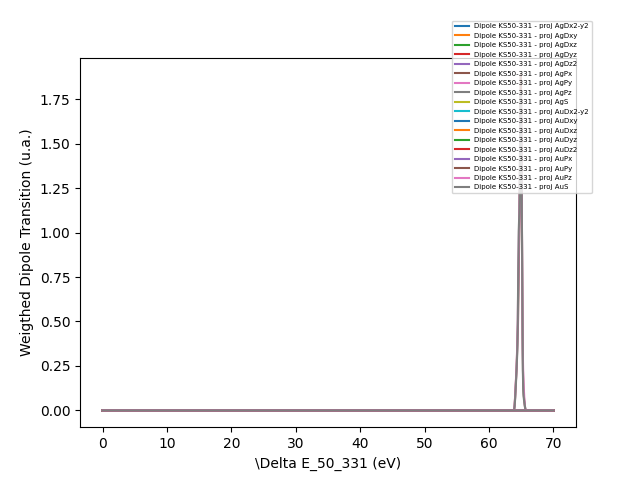 Dipole KS50-331 - proj AgDx2-y2
Dipole KS50-331 - proj AgDxy
Dipole KS50-331 - proj AgDxz
Dipole KS50-331 - proj AgDyz
Dipole KS50-331 - proj AgDz2
Dipole KS50-331 - proj AgPx
Dipole KS50-331 - proj AgPy
Dipole KS50-331 - proj AgPz
Dipole KS50-331 - proj AgS
Dipole KS50-331 - proj AuDx2-y2
Dipole KS50-331 - proj AuDxy
Dipole KS50-331 - proj AuDxz
Dipole KS50-331 - proj AuDyz
Dipole KS50-331 - proj AuDz2
Dipole KS50-331 - proj AuPx
Dipole KS50-331 - proj AuPy
Dipole KS50-331 - proj AuPz
Dipole KS50-331 - proj AuS
Weigthed Dipole Transition (u.a.)
1.75
1.50
1.25
1.00
0.75
0.50
0.25
0.00
0 10 20 30 40 50 60 70
\Delta E_50_331 (eV)